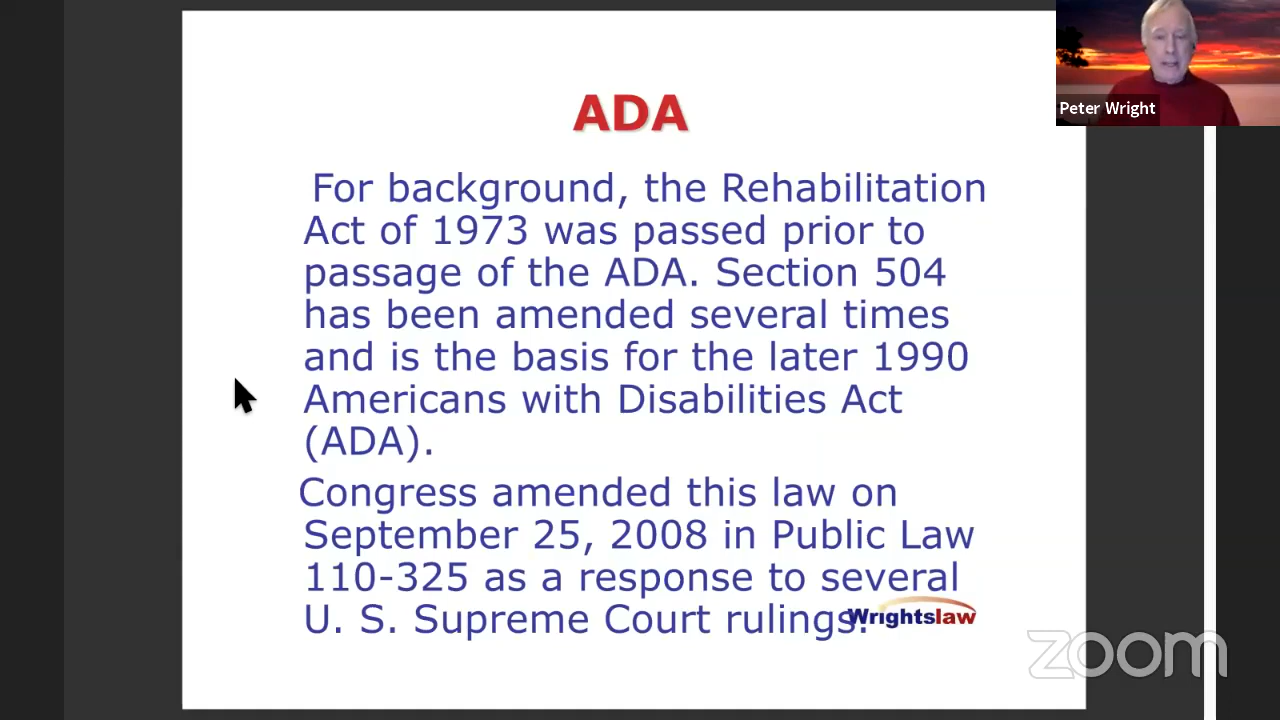 ADA
For background, the Rehabilitation
Act of 1973 was passed prior to
passage of the ADA. Section 504
has been amended several times
and is the basis for the later 1990
Americans with Disabilities Act
(ADA).
Congress amended this law on
September 25, 2008 in Public Law
110-325 as a response to several
U. S. Supreme Court rulings.
Wrightslaw
Peter Wright
zoom